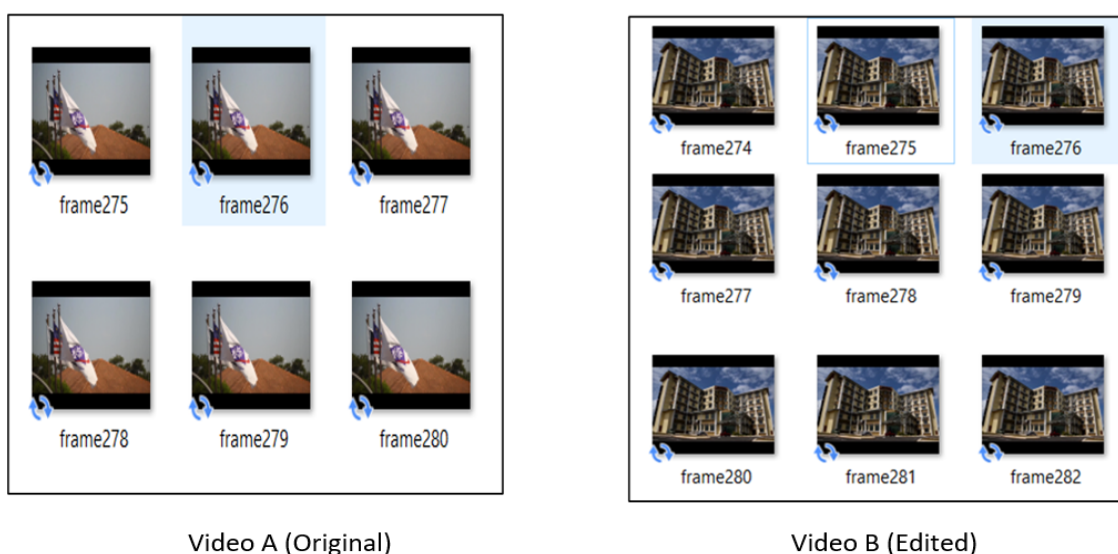 frame275 frame276 frame277
frame278 frame279 frame280
Video A (Original)
frame274 frame275 frame276
frame277 frame278 frame279
frame280 frame281 frame282
Video B (Edited)